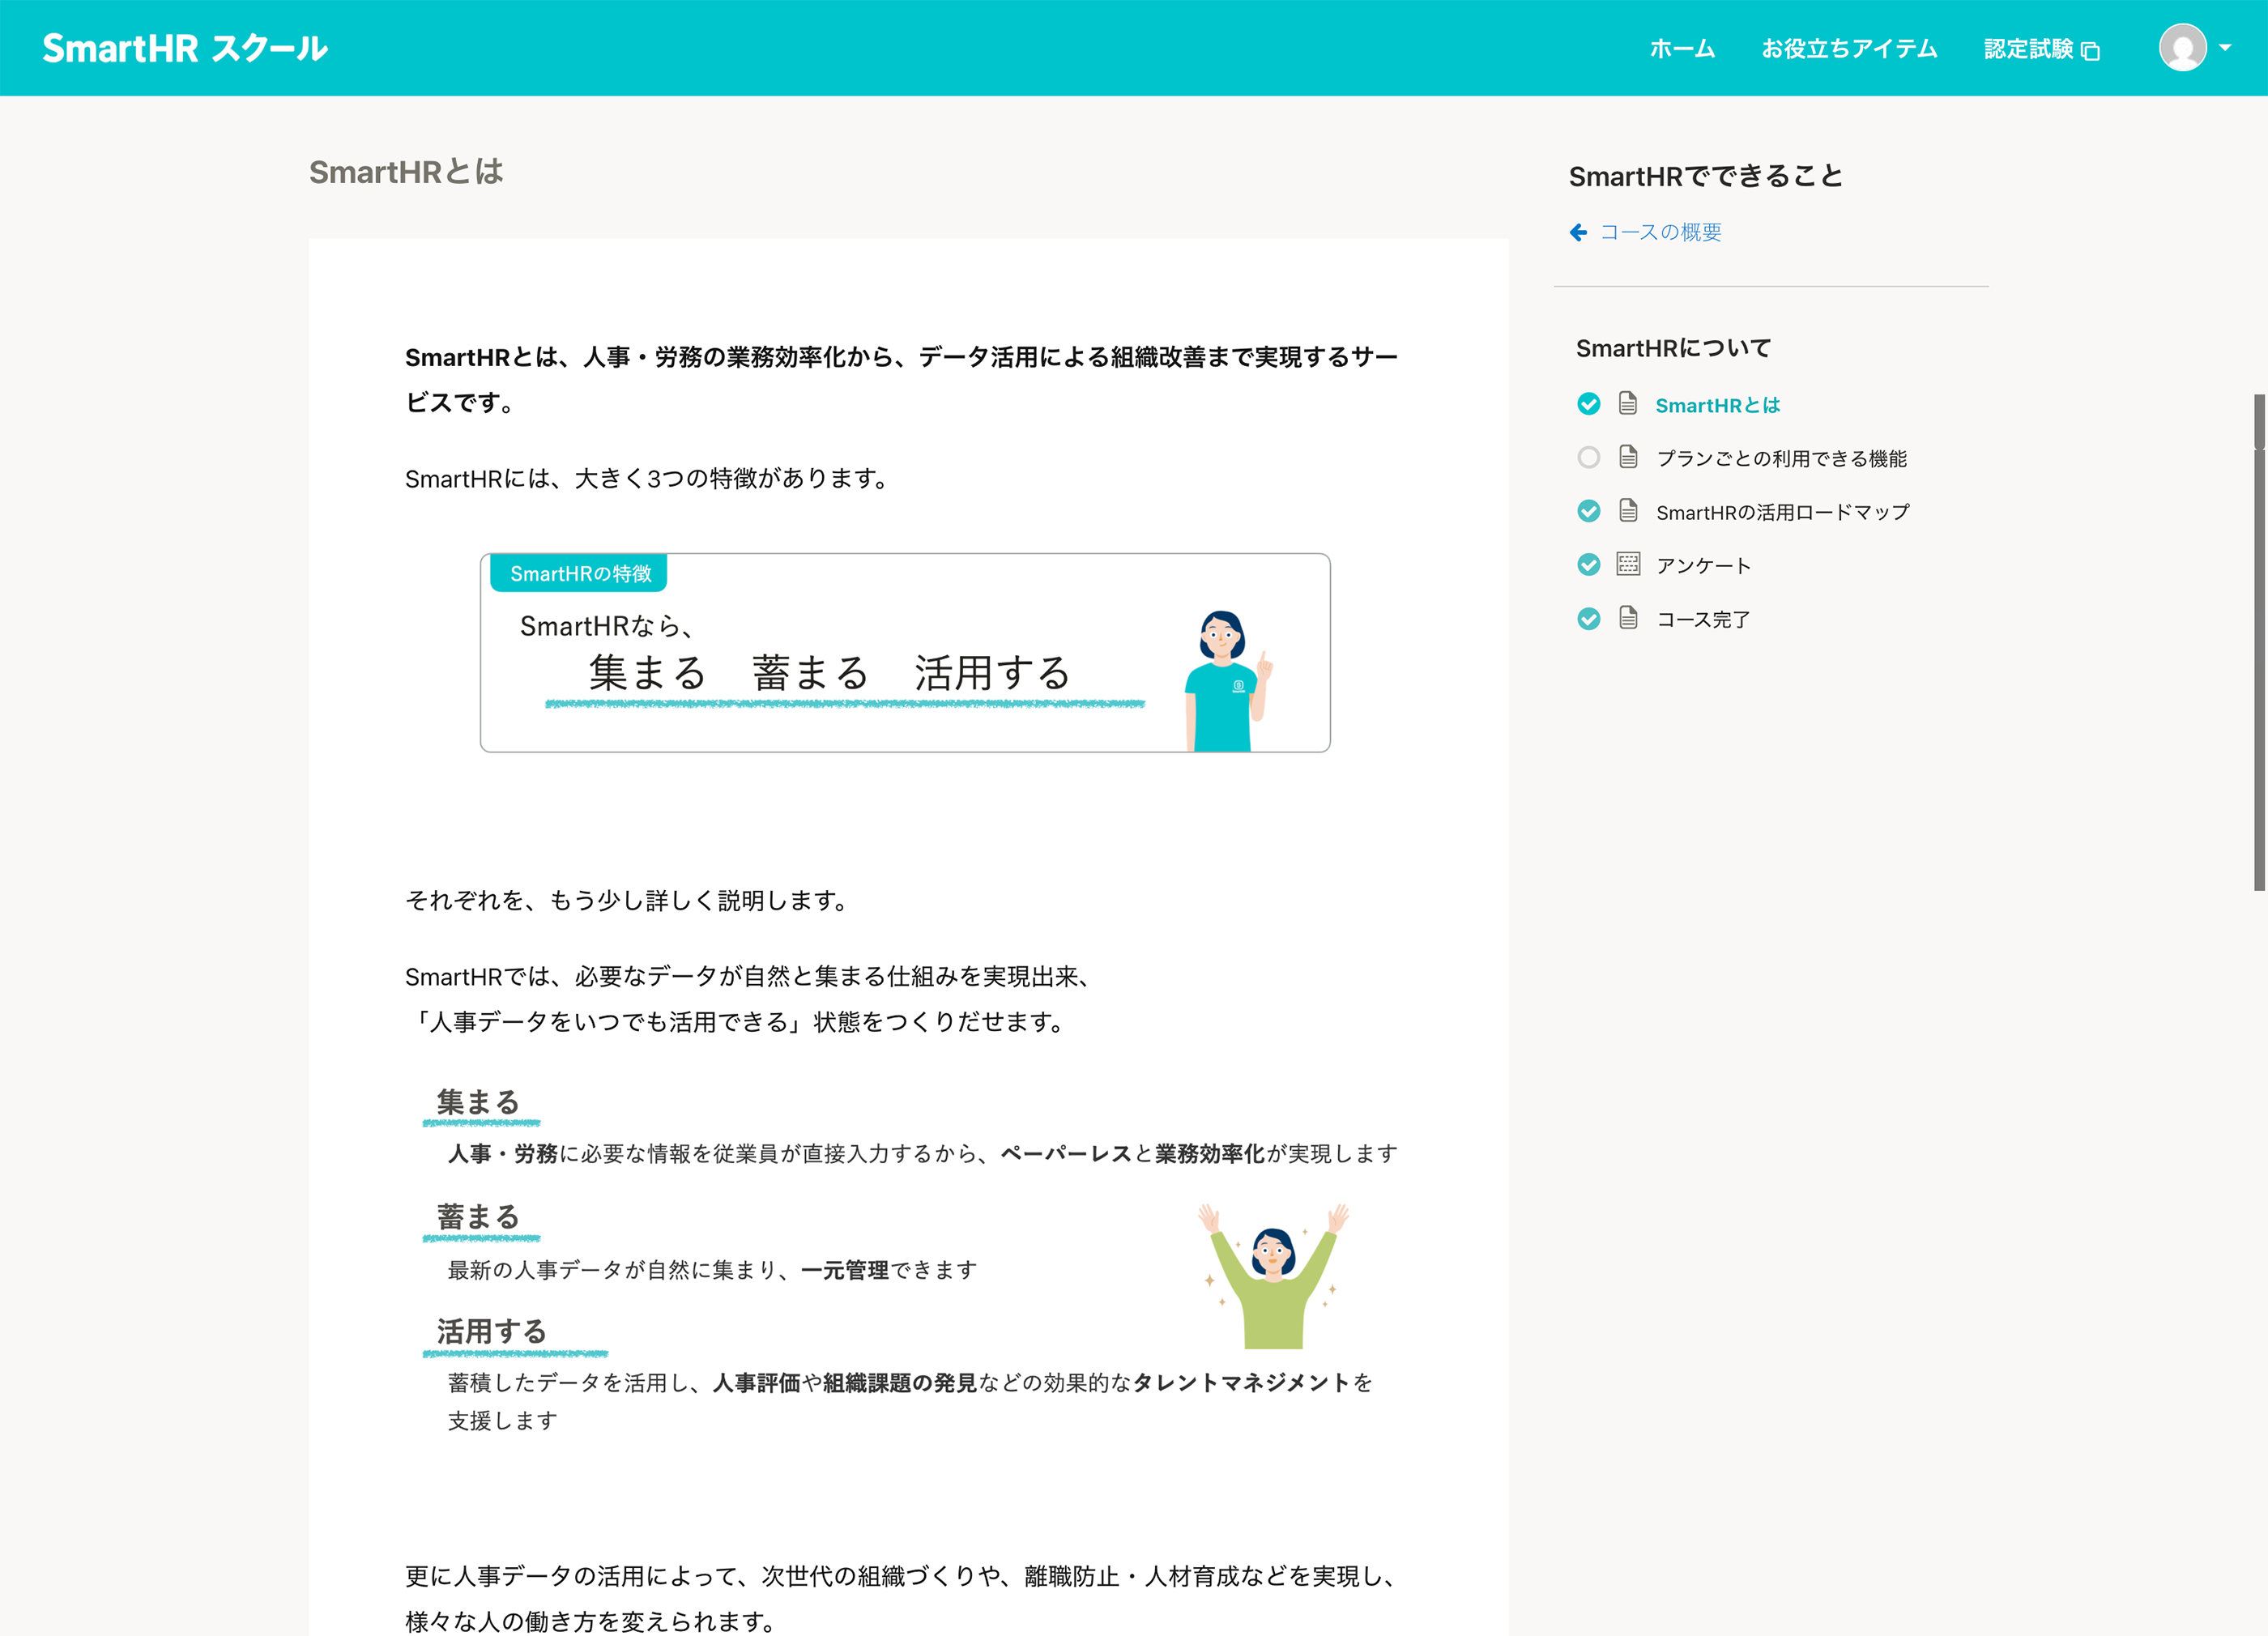 SmartHR スクール
ホーム
お役立ちアイテム
認定試験
SmartHRとは
SmartHRとは、人事・労務の業務効率化から、データ活用による組織改善まで実現するサー
ビスです。
SmartHRには、大きく3つの特徴があります。
SmartHRの特徴
SmartHRなら、
集まる 蓄まる 活用する
それぞれを、もう少し詳しく説明します。
SmartHRでは、必要なデータが自然と集まる仕組みを実現出来、
「人事データをいつでも活用できる」状態をつくりだせます。
集まる
人事・労務に必要な情報を従業員が直接入力するから、ペーパーレスと業務効率化が実現します
蓄まる
最新の人事データが自然に集まり、一元管理できます
活用する
蓄積したデータを活用し、人事評価や組織課題の発見などの効果的なタレントマネジメントを
支援します
更に人事データの活用によって、次世代の組織づくりや、離職防止・人材育成などを実現し、
様々な人の働き方を変えられます。
SmartHRでできること
コースの概要
SmartHRについて
SmartHRとは
プランごとの利用できる機能
SmartHRの活用ロードマップ
アンケート
コース完了